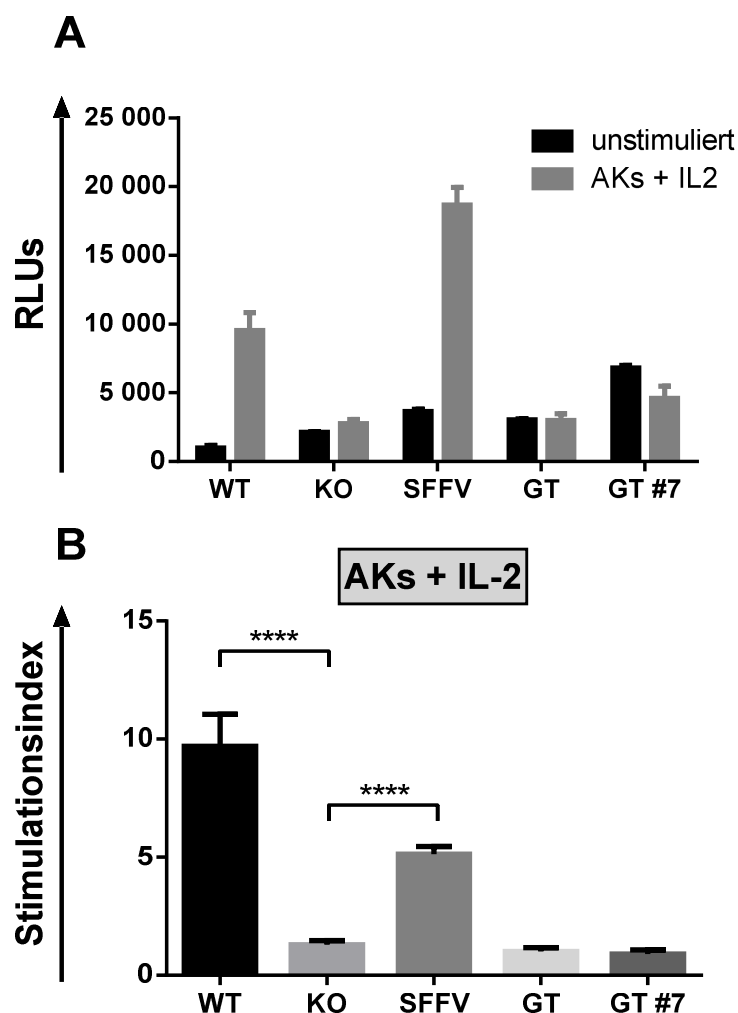 A
RLUs
25 000
20 000
15 000
10 000
5 000
0
unstimuliert
AKs + IL2
WT KO SFFV GT GT #7
B
AKs + IL-2
Stimulationsindex
15
10
5
0
****
****
WT KO SFFV GT GT #7